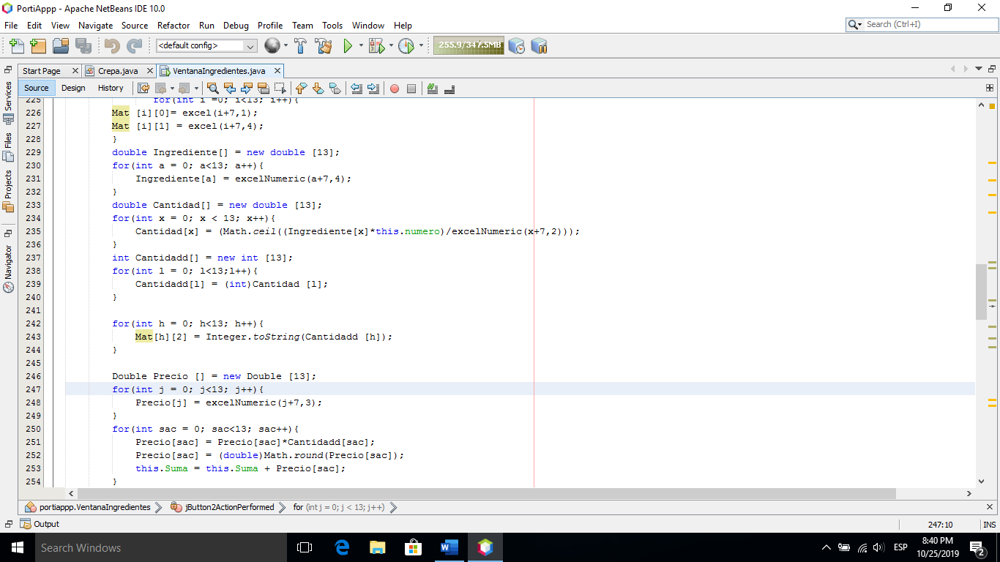 PortiAppp - Apache NetBeans IDE 10.0
File Edit View Navigate Source Refactor Run Debug Profile Team Tools Window Help
Search (Ctrl+I)
<default config>
255.9/347.5MB
Start Page
Crepa.java
VentanaIngredientes.java
Source Design History
Services
Files
Projects
Navigator
225 for(int i =0; i<13; i++){
226 Mat [i][0]= excel(i+7,1);
227 Mat [i][1] = excel(i+7,4);
228 }
229 double Ingrediente[] = new double [13];
230 for(int a = 0; a<13; a++){
231 Ingrediente[a] = excelNumeric(a+7,4);
232 }
233 double Cantidad[] = new double [13];
234 for(int x = 0; x < 13; x++){
235 Cantidad[x] = (Math.ceil((Ingrediente[x]*this.numero)/excelNumeric(x+7,2)));
236 }
237 int Cantidadd[] = new int [13];
238 for(int l = 0; l<13;l++){
239 Cantidadd[l] = (int)Cantidad [l];
240 }
241
242 for(int h = 0; h<13; h++){
243 Mat[h][2] = Integer.toString(Cantidadd [h]);
244 }
245
246 Double Precio [] = new Double [13];
247 for(int j = 0; j<13; j++){
248 Precio[j] = excelNumeric(j+7,3);
249 }
250 for(int sac = 0; sac<13; sac++){
251 Precio[sac] = Precio[sac]*Cantidadd[sac];
252 Precio[sac] = (double)Math.round(Precio[sac]);
253 this.Suma = this.Suma + Precio[sac];
254 }
portiappp.VentanaIngredientes jButton2ActionPerformed for (int j = 0; j < 13; j++)
Output
247:10 INS
Search Windows
ESP
8:40 PM
10/25/2019
2